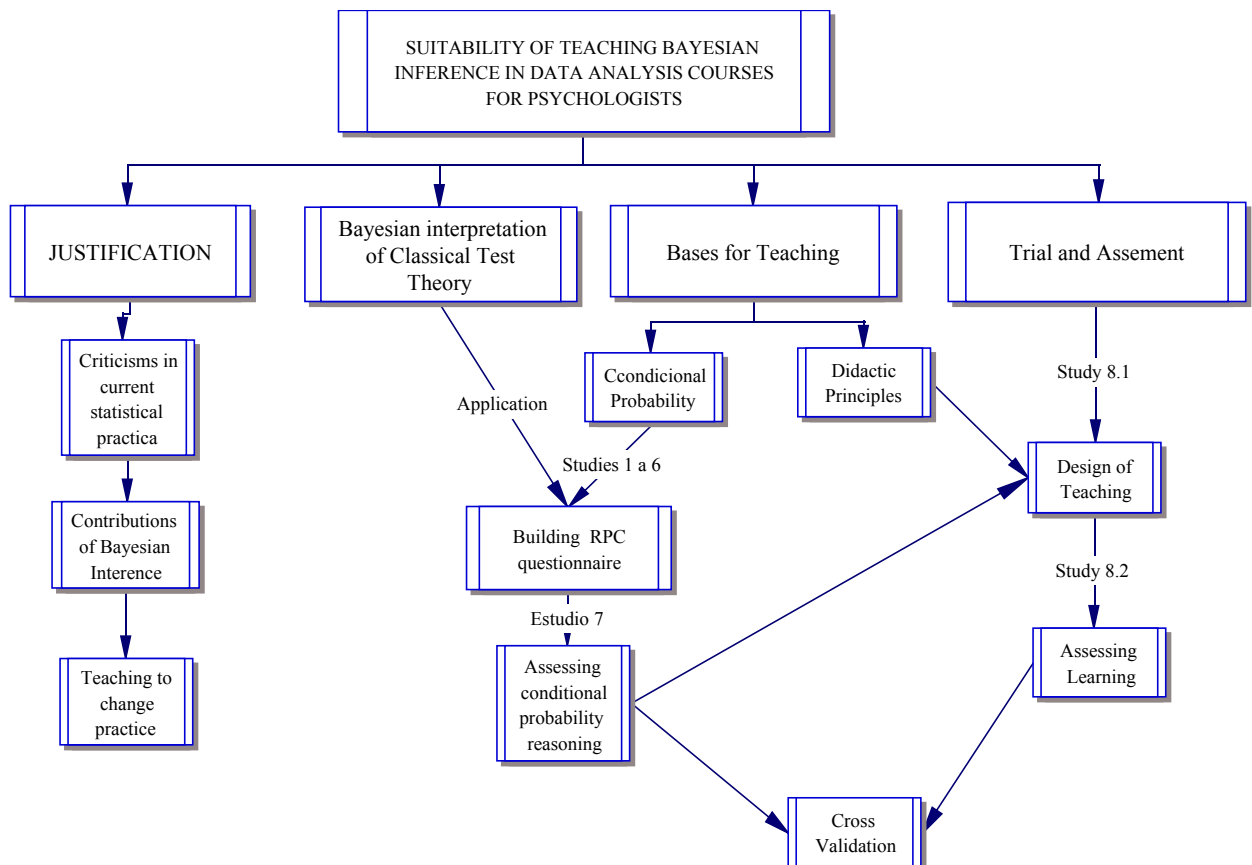 SUITABILITY OF TEACHING BAYESIAN
INFERENCE IN DATA ANALYSIS COURSES
FOR PSYCHOLOGISTS
JUSTIFICATION
Bayesian interpretation
of Classical Test
Theory
Bases for Teaching
Trial and Assement
Criticisms in
current
statistical
practica
Ccondicional
Probability
Didactic
Principles
Study 8.1
Application
Studies 1 a 6
Design of
Teaching
Contributions
of Bayesian
Interence
Building RPC
questionnaire
Study 8.2
Estudio 7
Teaching to
change
practice
Assessing
conditional
probability
reasoning
Assessing
Learning
Cross
Validation